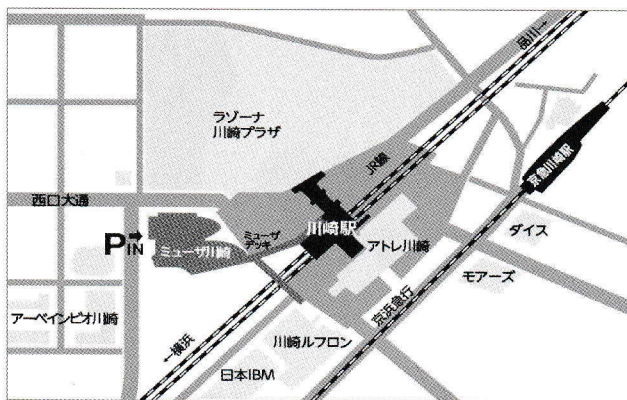 品川→
ラゾーナ
川崎プラザ
JR線
京急川崎駅
西口大通
川崎駅
ダイス
P→IN
ミューザ川崎
ミューザ
デッキ
アトレ川崎
モアーズ
京浜急行
アーベインビオ川崎
←横浜
川崎ルフロン
日本IBM